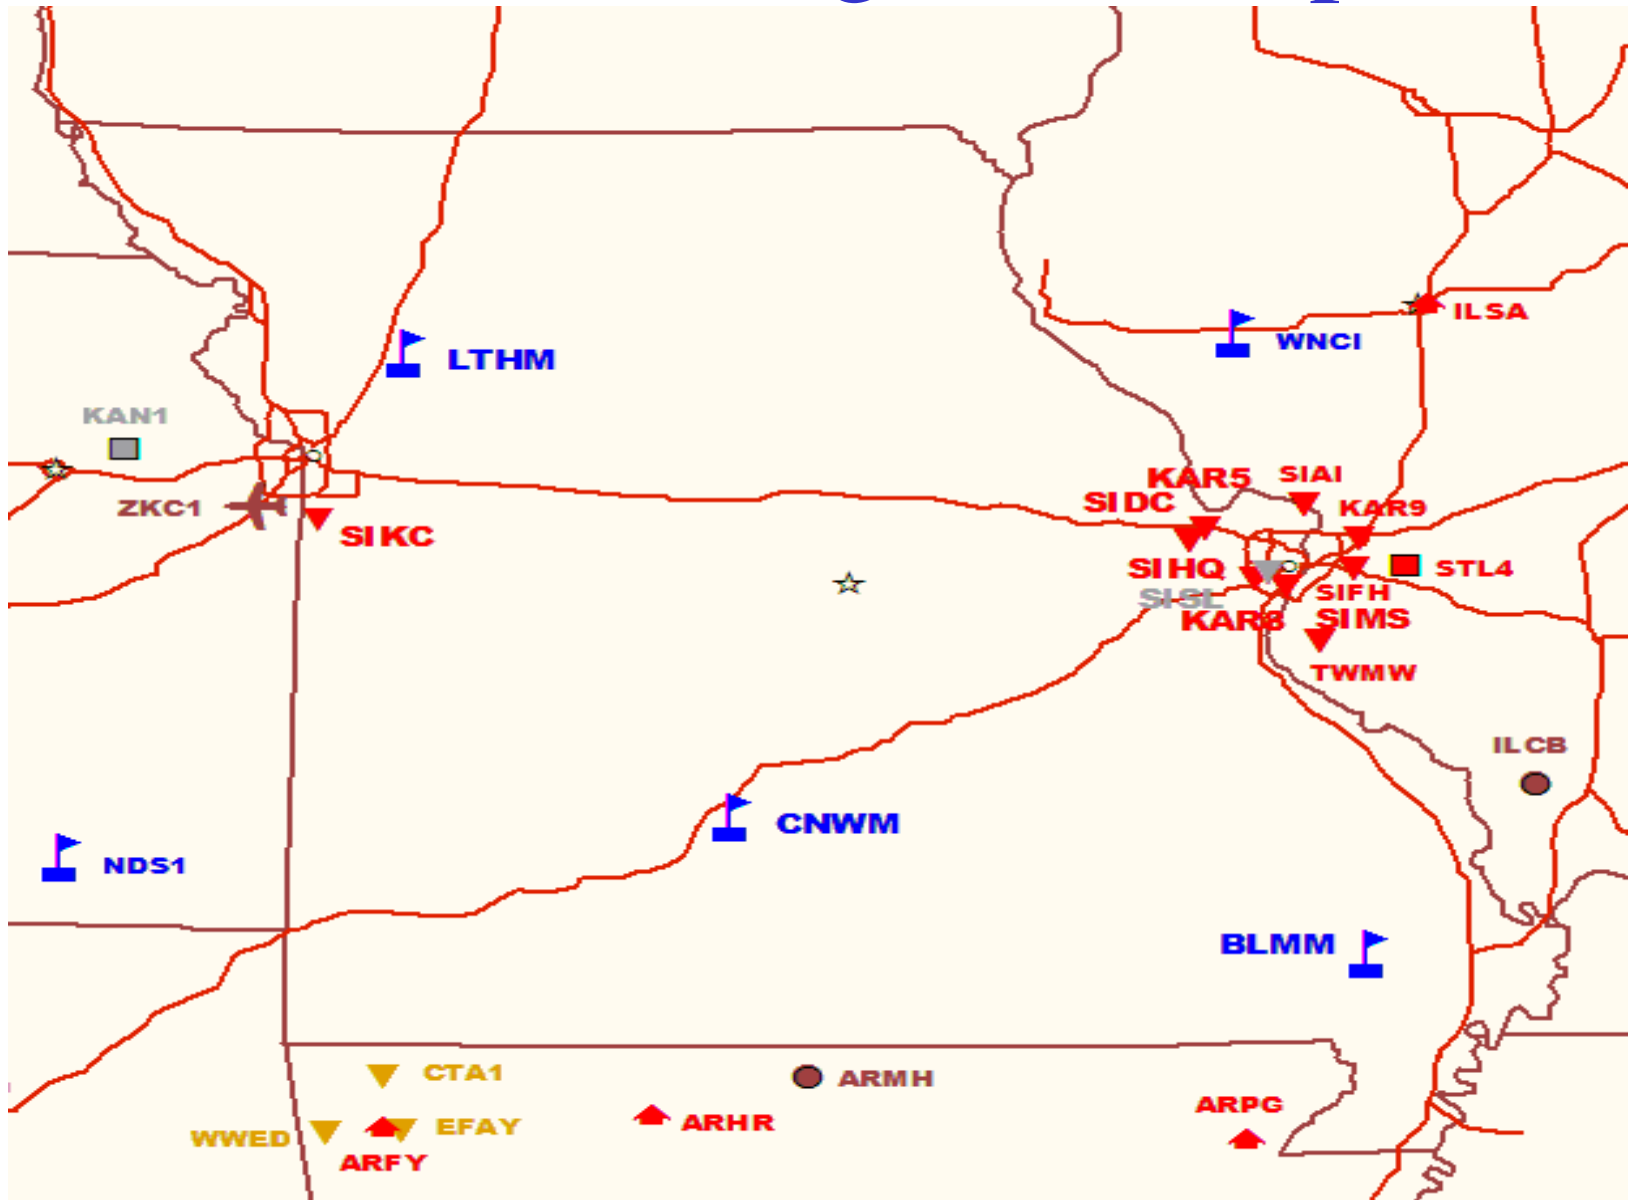 ILSA
WNCI
LTHM
KAN1
KAR5
SIAI
SIDC
ZKC1
KAR9
SIKC
SIHQ
STL4
SIFH
SISL
KAR8
SIMS
TWMW
ILCB
CNWM
NDS1
BLMM
CTA1
ARMH
ARPG
ARHR
EFAY
WWED
ARFY